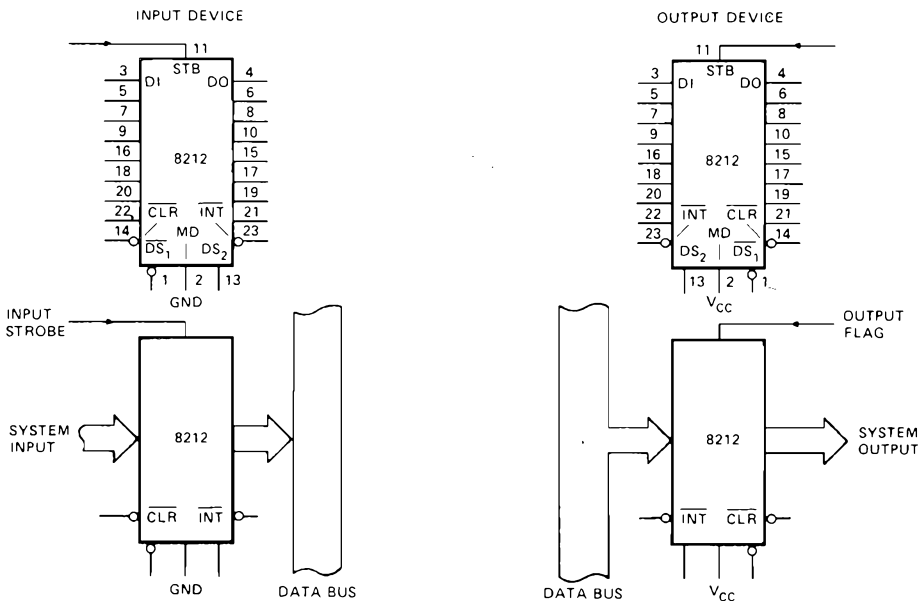 INPUT DEVICE
11
STB
3 DI DO 4
5 6
7 8
9 10
16 8212 15
18 17
20 19
22 CLR INT 21
14 MD 23
DS1 DS2
1 2 13
GND
INPUT
STROBE
SYSTEM
INPUT
8212
CLR INT
GND
DATA BUS
OUTPUT DEVICE
11
STB
3 DI DO 4
5 6
7 8
9 10
16 8212 15
18 17
20 19
22 INT CLR 21
23 MD 14
DS2 DS1
13 2 1
VCC
OUTPUT
FLAG
8212
SYSTEM
OUTPUT
INT CLR
DATA BUS
VCC